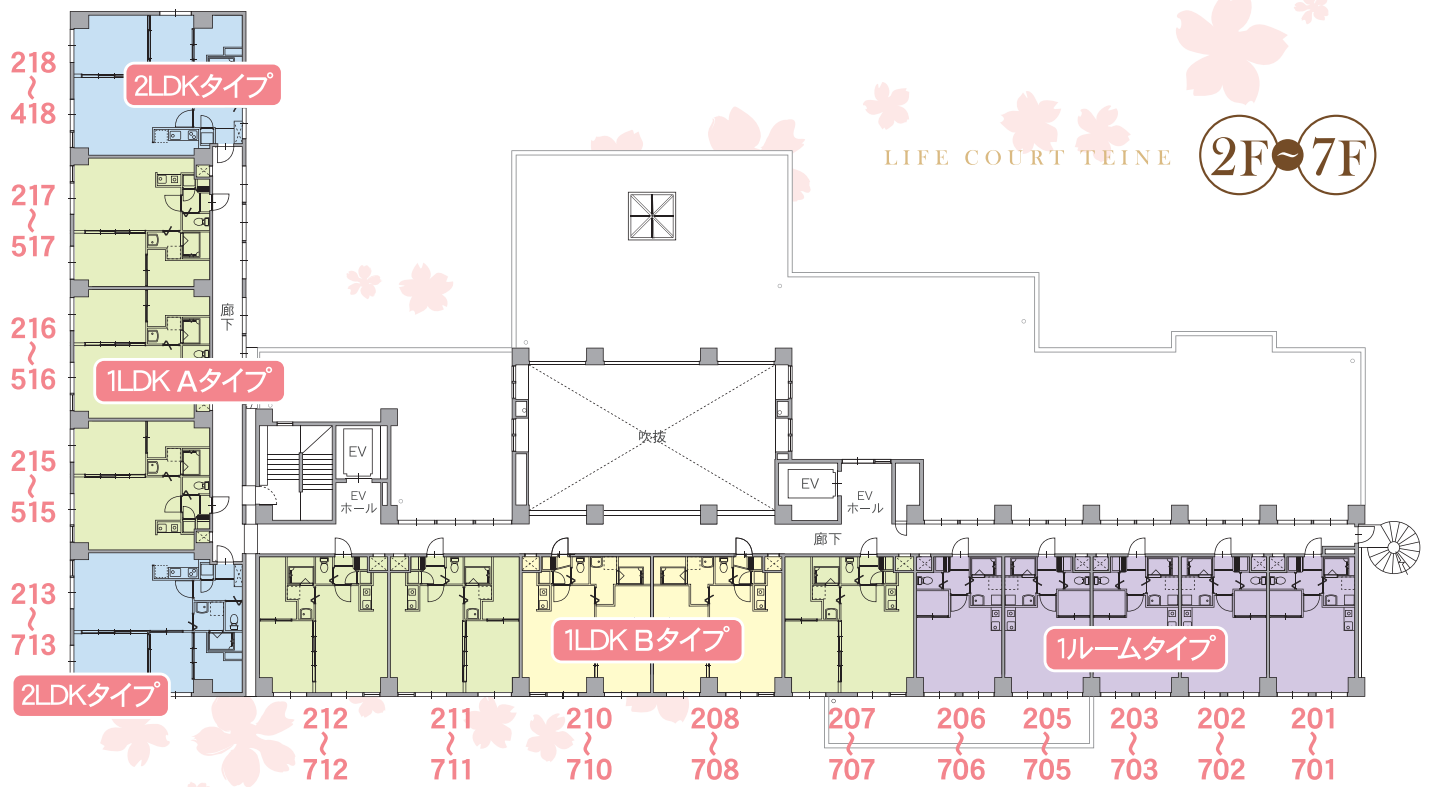 LIFE COURT TEINE
2F~7F
218
~
418
2LDKタイプ
217
~
517
廊下
216
~
516
1LDK Aタイプ
215
~
515
EV
EV
ホール
吹抜
EV
EV
ホール
廊下
213
~
713
2LDKタイプ
1LDK Bタイプ
1ルームタイプ
212
~
712
211
~
711
210
~
710
208
~
708
207
~
707
206
~
706
205
~
705
203
~
703
202
~
702
201
~
701